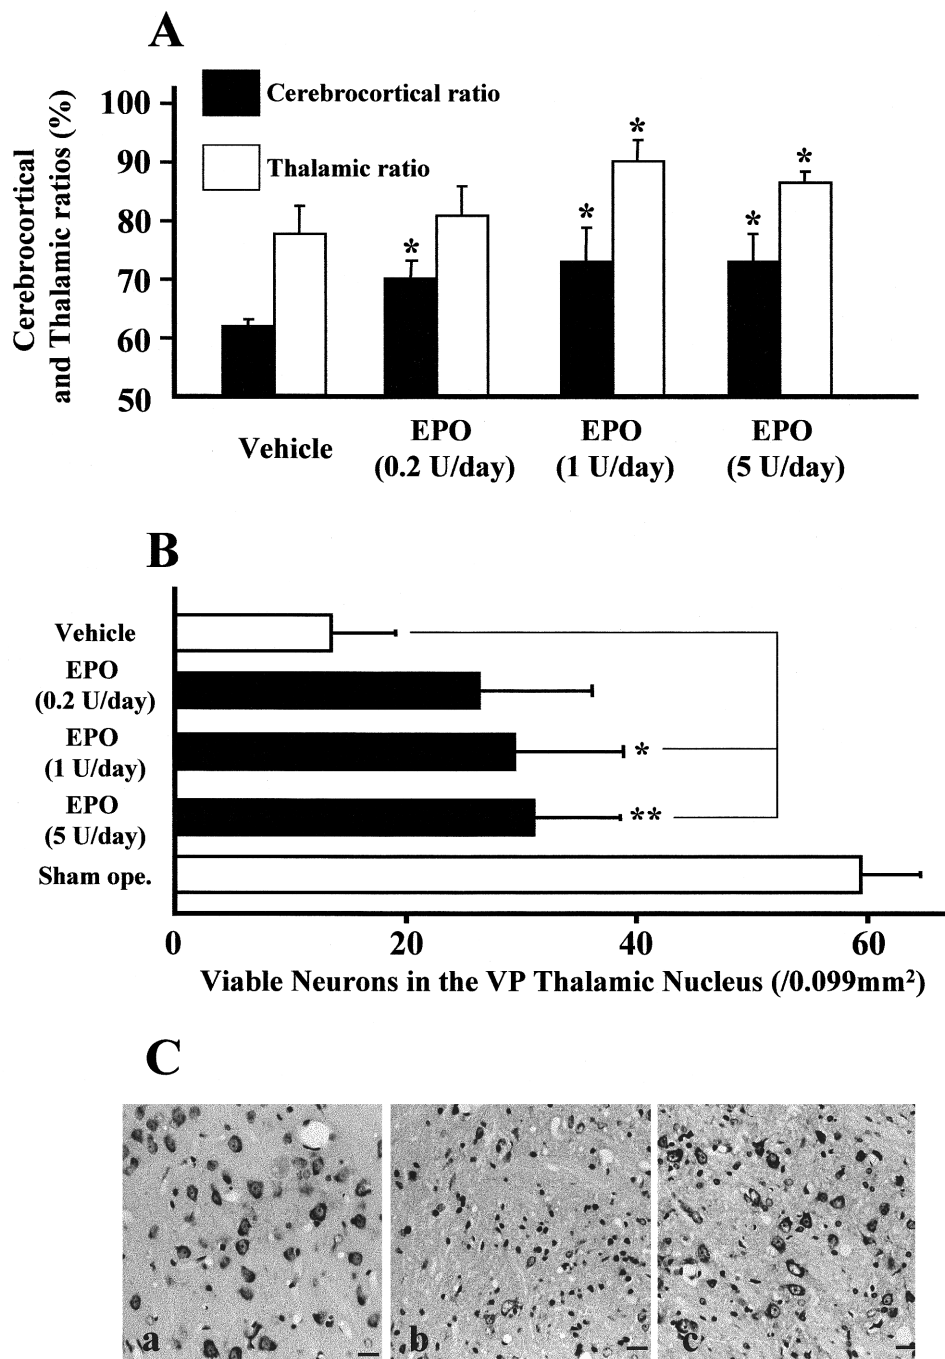 A
Cerebrocortical
and Thalamic ratios (%)
100
90
80
70
60
50
Cerebrocortical ratio
Thalamic ratio
*
*
*
*
*
Vehicle
EPO
(0.2 U/day)
EPO
(1 U/day)
EPO
(5 U/day)
B
Vehicle
EPO
(0.2 U/day)
EPO
(1 U/day)
*
EPO
(5 U/day)
**
Sham ope.
0 20 40 60
Viable Neurons in the VP Thalamic Nucleus (/0.099mm²)
C
a b c